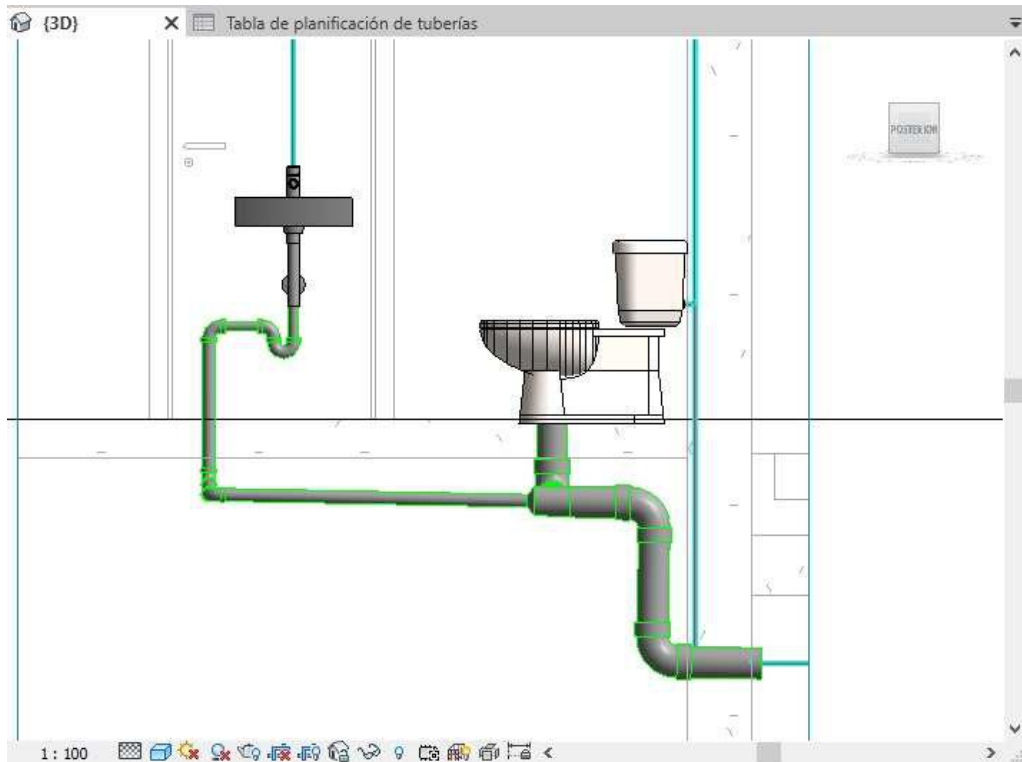 {3D}
Tabla de planificación de tuberías
POSTERIOR
1 : 100